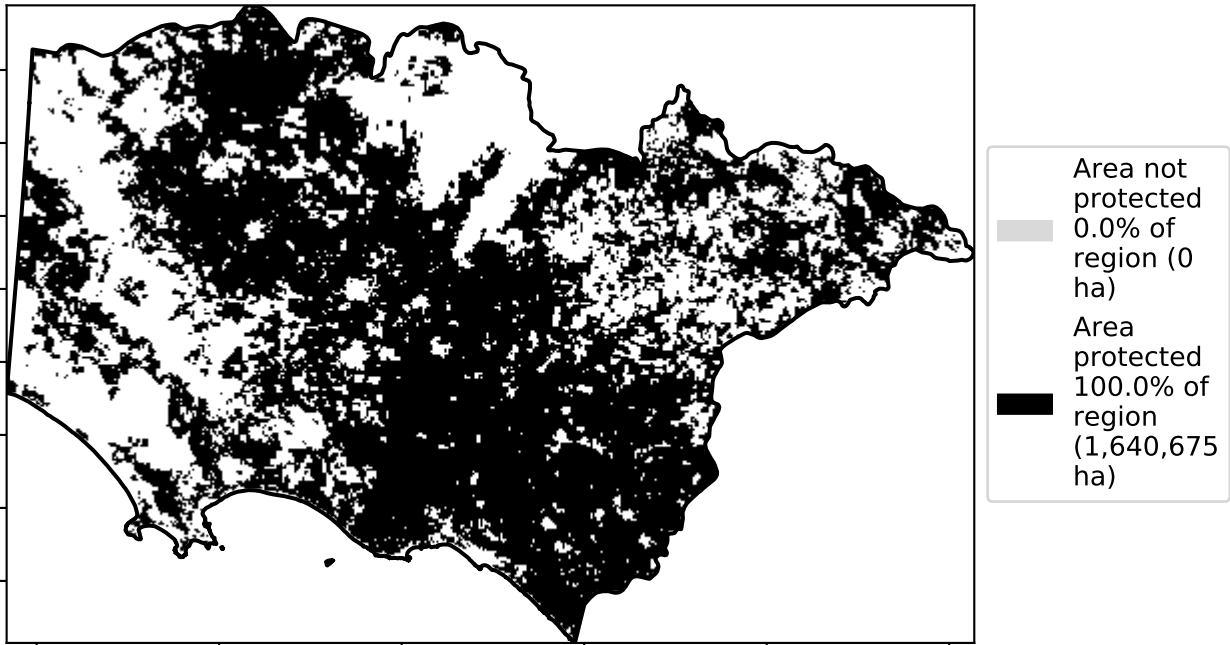 Area not
protected
0.0% of
region (0
ha)
Area
protected
100.0% of
region
(1,640,675
ha)